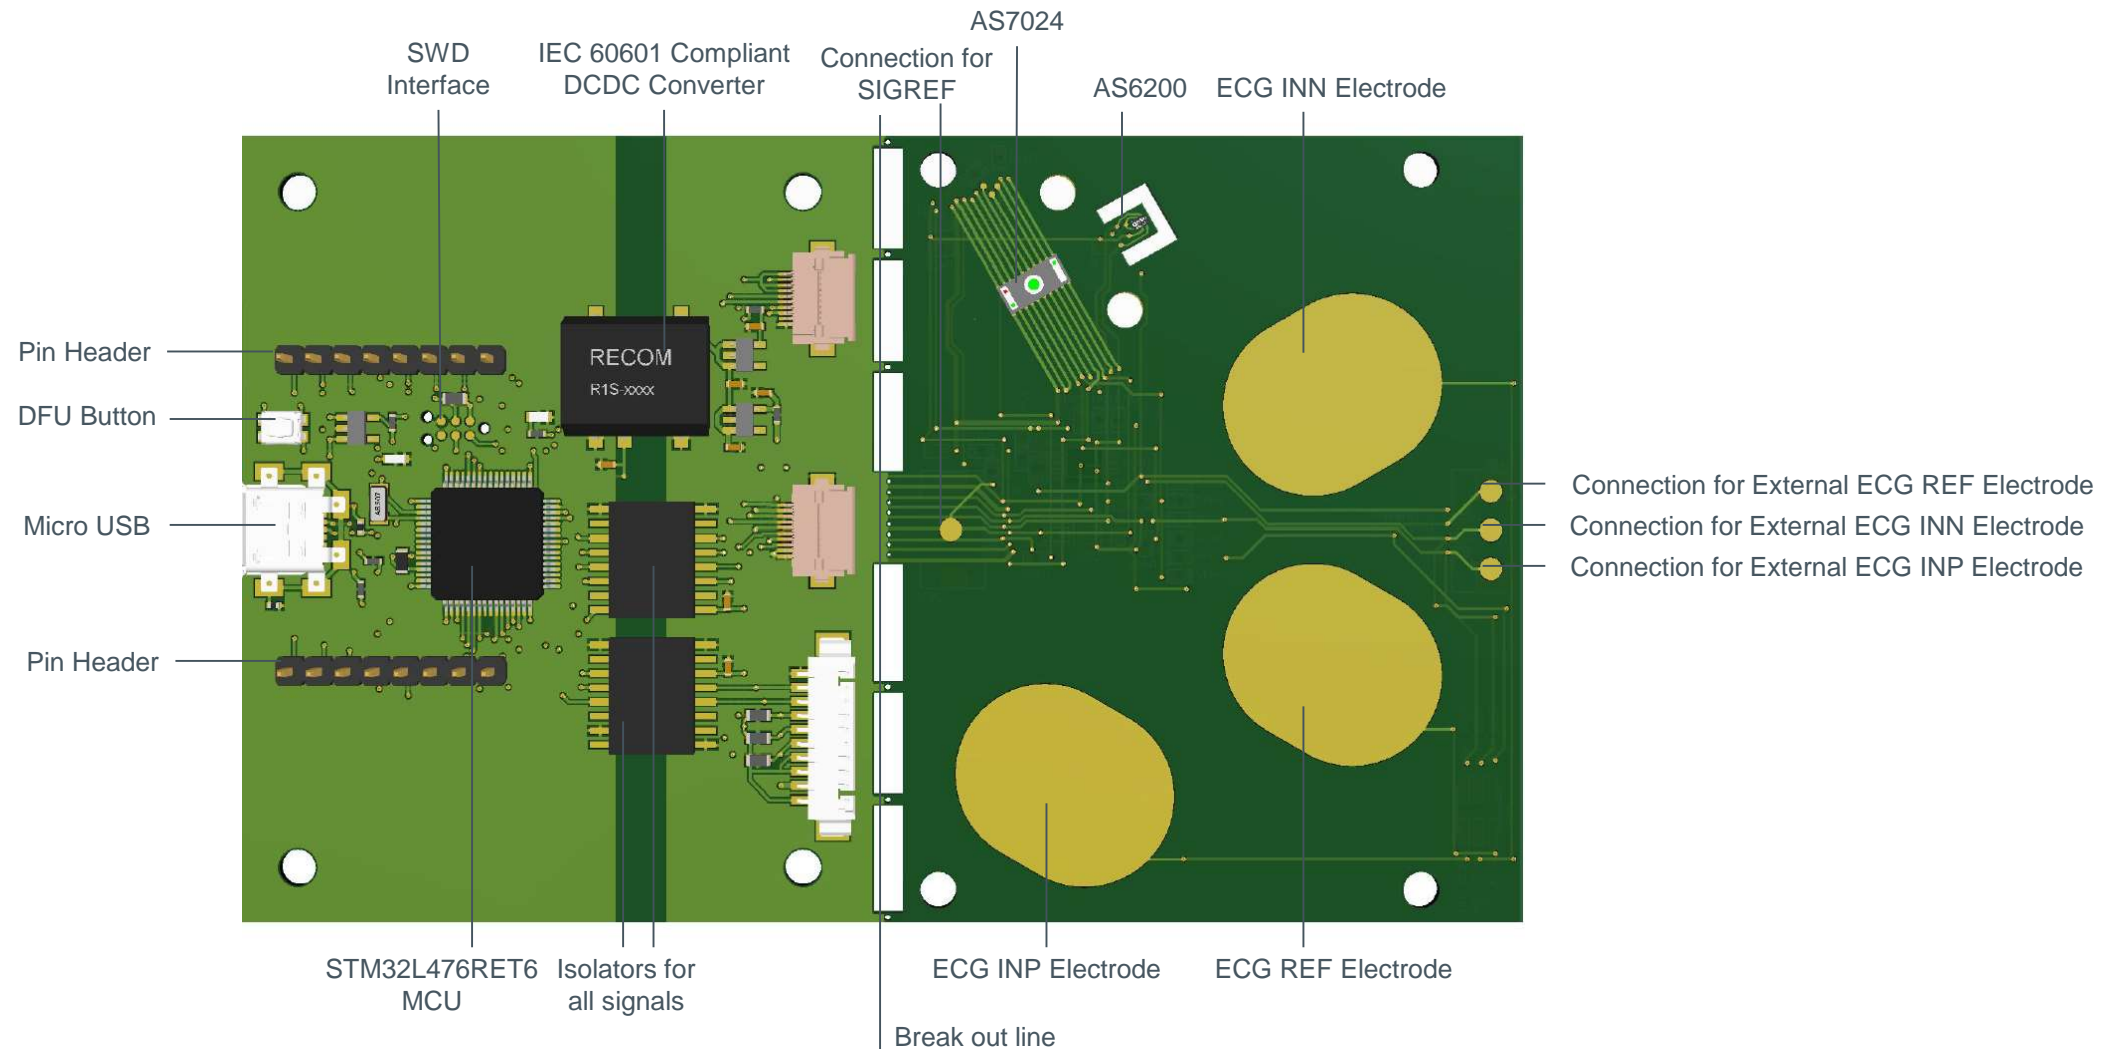 AS7024
SWD
Interface
IEC 60601 Compliant
DCDC Converter
Connection for
SIGREF
AS6200
ECG INN Electrode
Pin Header
RECOM
R1S-xxxx
DFU Button
Micro USB
Connection for External ECG REF Electrode
Connection for External ECG INN Electrode
Connection for External ECG INP Electrode
Pin Header
STM32L476RET6
MCU
Isolators for
all signals
ECG INP Electrode
ECG REF Electrode
Break out line